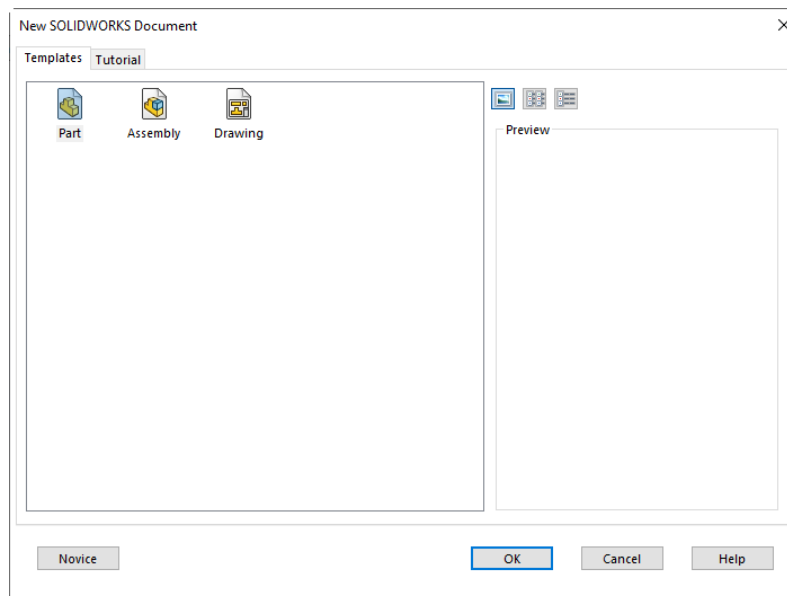 New SOLIDWORKS Document
Templates Tutorial
Part Assembly Drawing
Preview
Novice OK Cancel Help